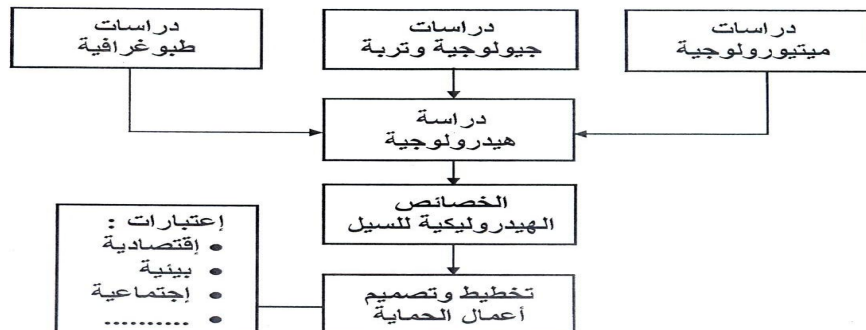 دراسات
ميتيورولوجية
دراسات
جيولوجية وتربة
دراسات
طبوغرافية
دراسة
هيدرولوجية
الخصائص
الهيدروليكية للسيل
تخطيط وتصميم
أعمال الحماية
إعتبارات :
• إقتصادية
• بيئية
• إجتماعية
• ..........